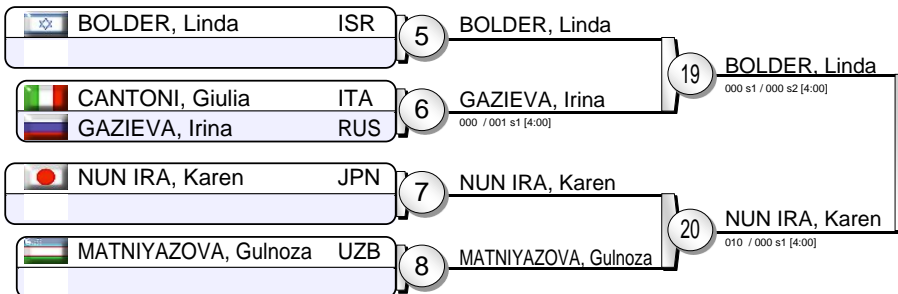 BOLDER, Linda ISR
5
BOLDER, Linda
19
BOLDER, Linda
000 s1 / 000 s2 [4:00]
CANTONI, Giulia ITA
GAZIEVA, Irina RUS
6
GAZIEVA, Irina
000 / 001 s1 [4:00]
NUN IRA, Karen JPN
7
NUN IRA, Karen
20
NUN IRA, Karen
010 / 000 s1 [4:00]
MATNIYAZOVA, Gulnoza UZB
8
MATNIYAZOVA, Gulnoza